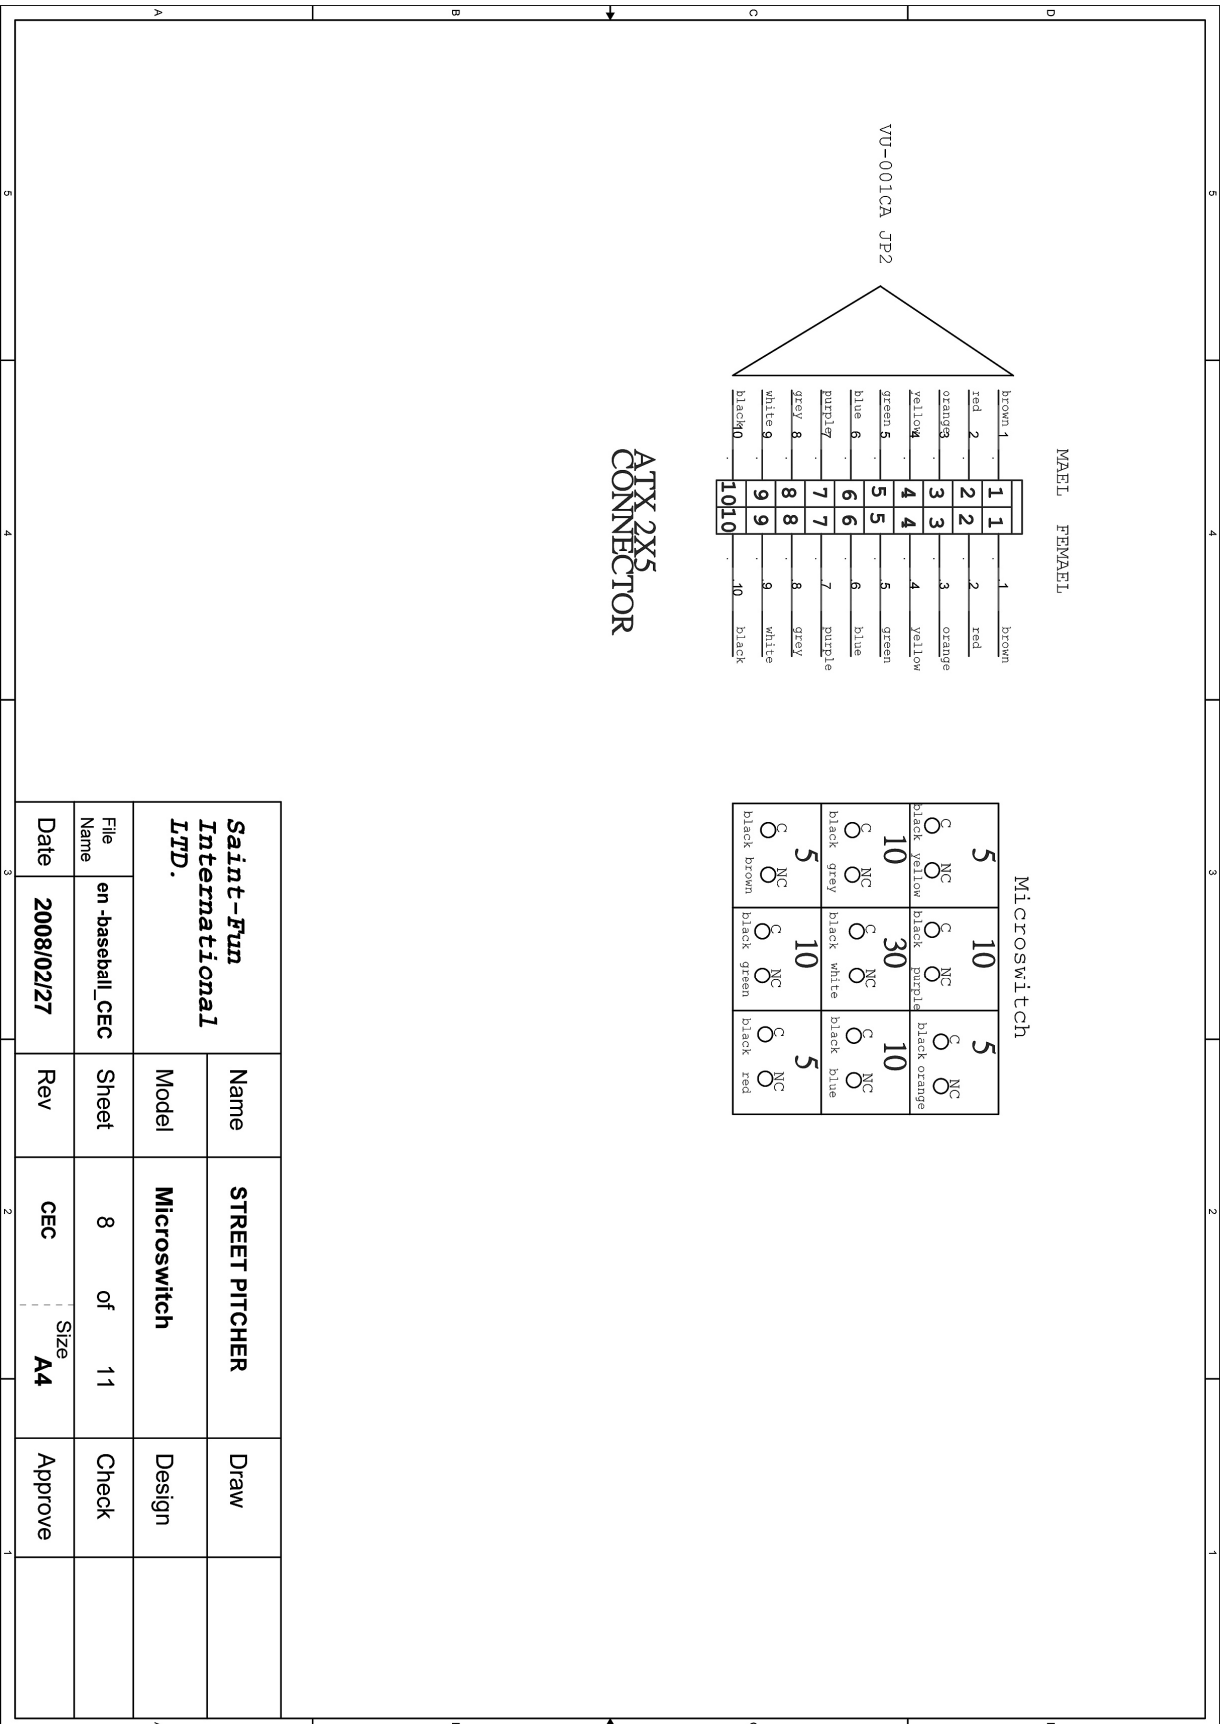 D C B A
5 4 3 2 1
MAEL FEMAEL
VU-001CA JP2
brown 1 1 1 .1 brown
red 2 2 2 .2 red
orange 3 3 3 .3 orange
yellow 4 4 4 .4 yellow
green 5 5 5 .5 green
blue 6 6 6 .6 blue
purple 7 7 7 .7 purple
grey 8 8 8 .8 grey
white 9 9 9 .9 white
black 10 10 10 .10 black
ATX 2X5
CONNECTOR
Microswitch
5 10 5
C NC C NC C NC
black yellow black purple black orange
10 30 10
C NC C NC C NC
black grey black white black blue
5 10 5
C NC C NC C NC
black brown black green black red
Saint-Fun
International
LTD.
Name STREET PITCHER Draw
Model Microswitch Design
File
Name en -baseball_CEC Sheet 8 of 11 Check
Date 2008/02/27 Rev CEC Size A4 Approve
5 4 3 2 1